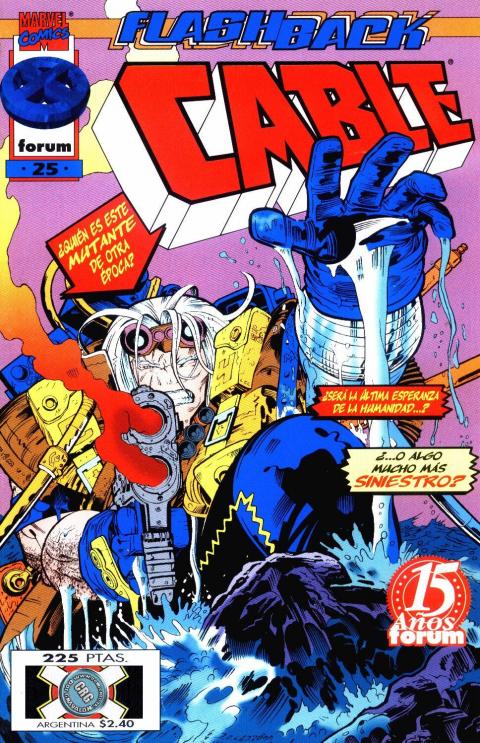 MARVEL
COMICS
FLASHBACK
CABLE
forum
· 25 ·
¿QUIÉN ES ESTE
MUTANTE
DE OTRA
ÉPOCA?
¿SERÁ LA ÚLTIMA ESPERANZA
DE LA HUMANIDAD...?
¿...O ALGO
MUCHO MÁS
SINIESTRO?
15
Años
forum
225 PTAS.
CRG
ARGENTINA $2.40